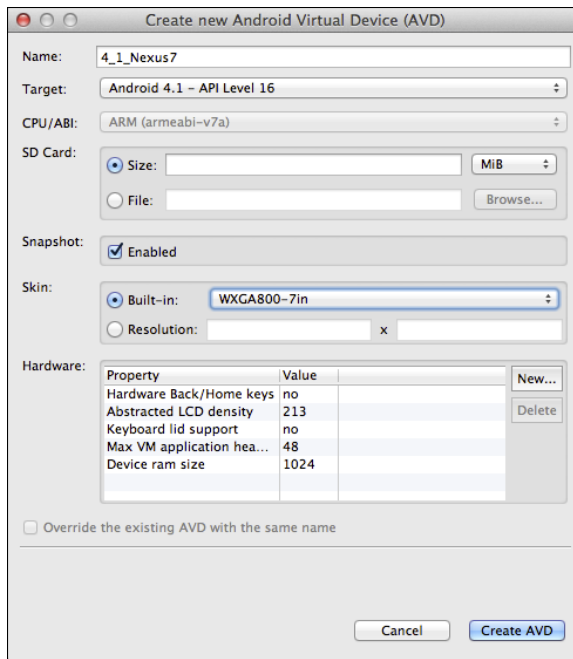 Create new Android Virtual Device (AVD)
Name: 4_1_Nexus7
Target: Android 4.1 - API Level 16
CPU/ABI: ARM (armeabi-v7a)
SD Card:
Size: MiB
File: Browse...
Snapshot: Enabled
Skin:
Built-in: WXGA800-7in
Resolution: x
Hardware:
Property Value New...
Hardware Back/Home keys no
Abstracted LCD density 213 Delete
Keyboard lid support no
Max VM application hea... 48
Device ram size 1024
Override the existing AVD with the same name
Cancel Create AVD